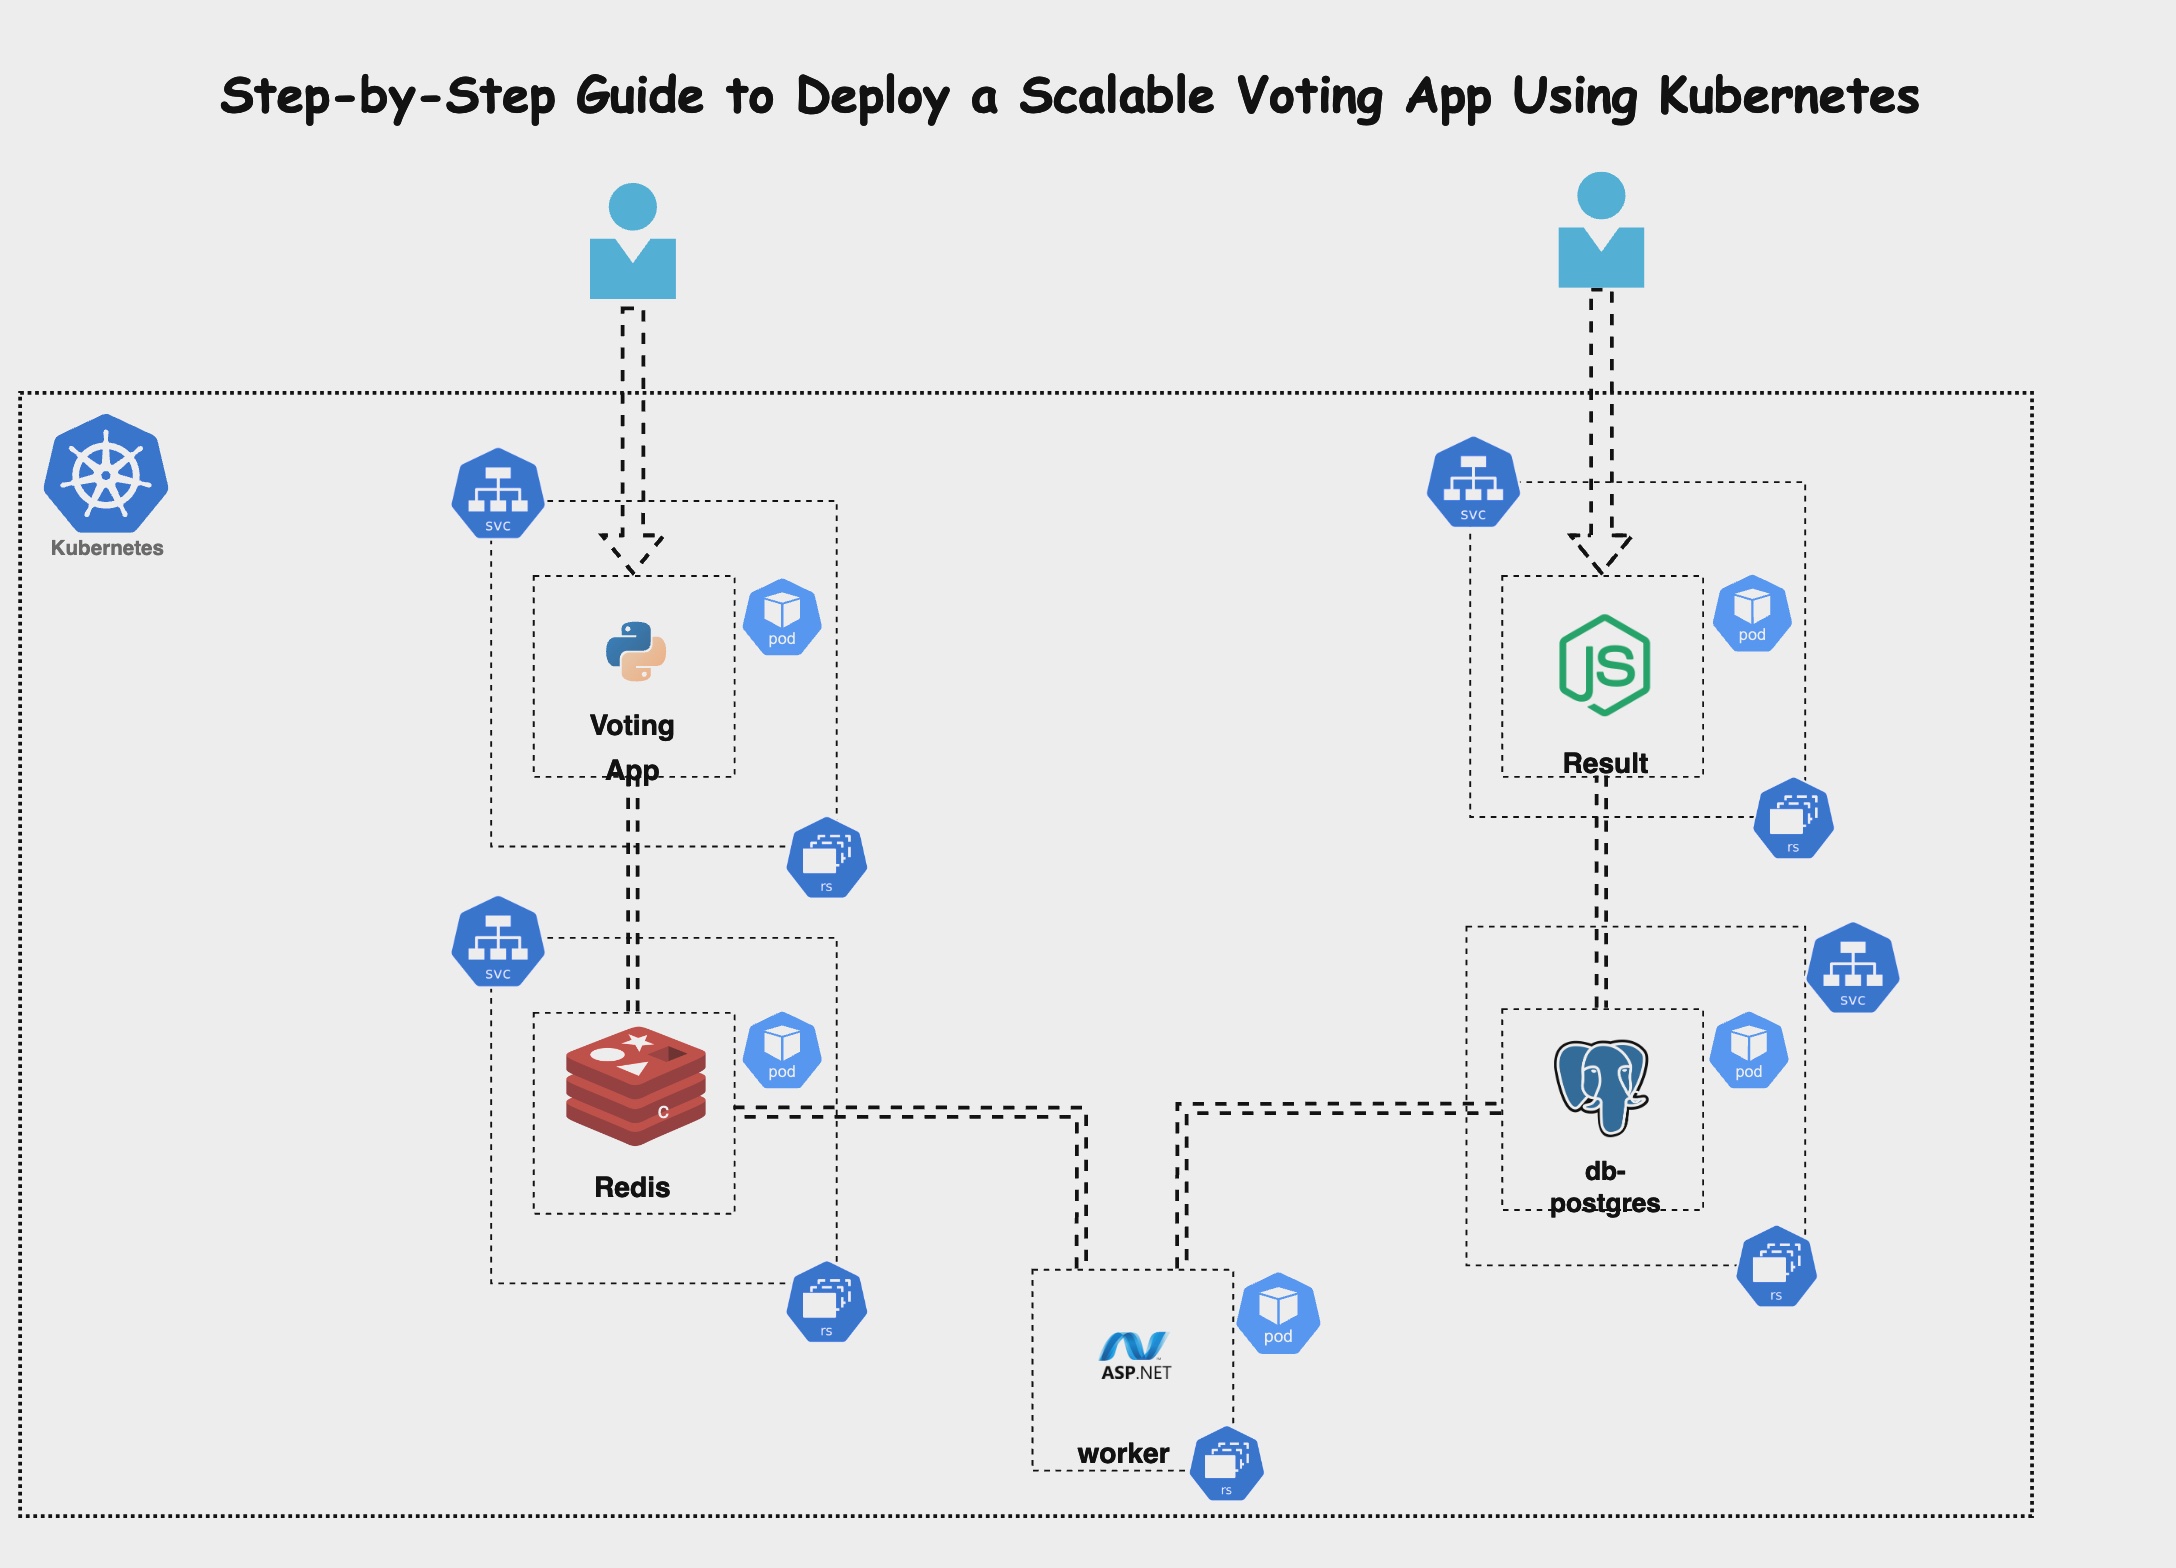 Step-by-Step Guide to Deploy a Scalable Voting App Using Kubernetes
Kubernetes
svc
pod
Voting
App
rs
svc
pod
JS
Result
rs
svc
pod
C
Redis
rs
svc
pod
db-
postgres
rs
pod
ASP.NET
worker
rs